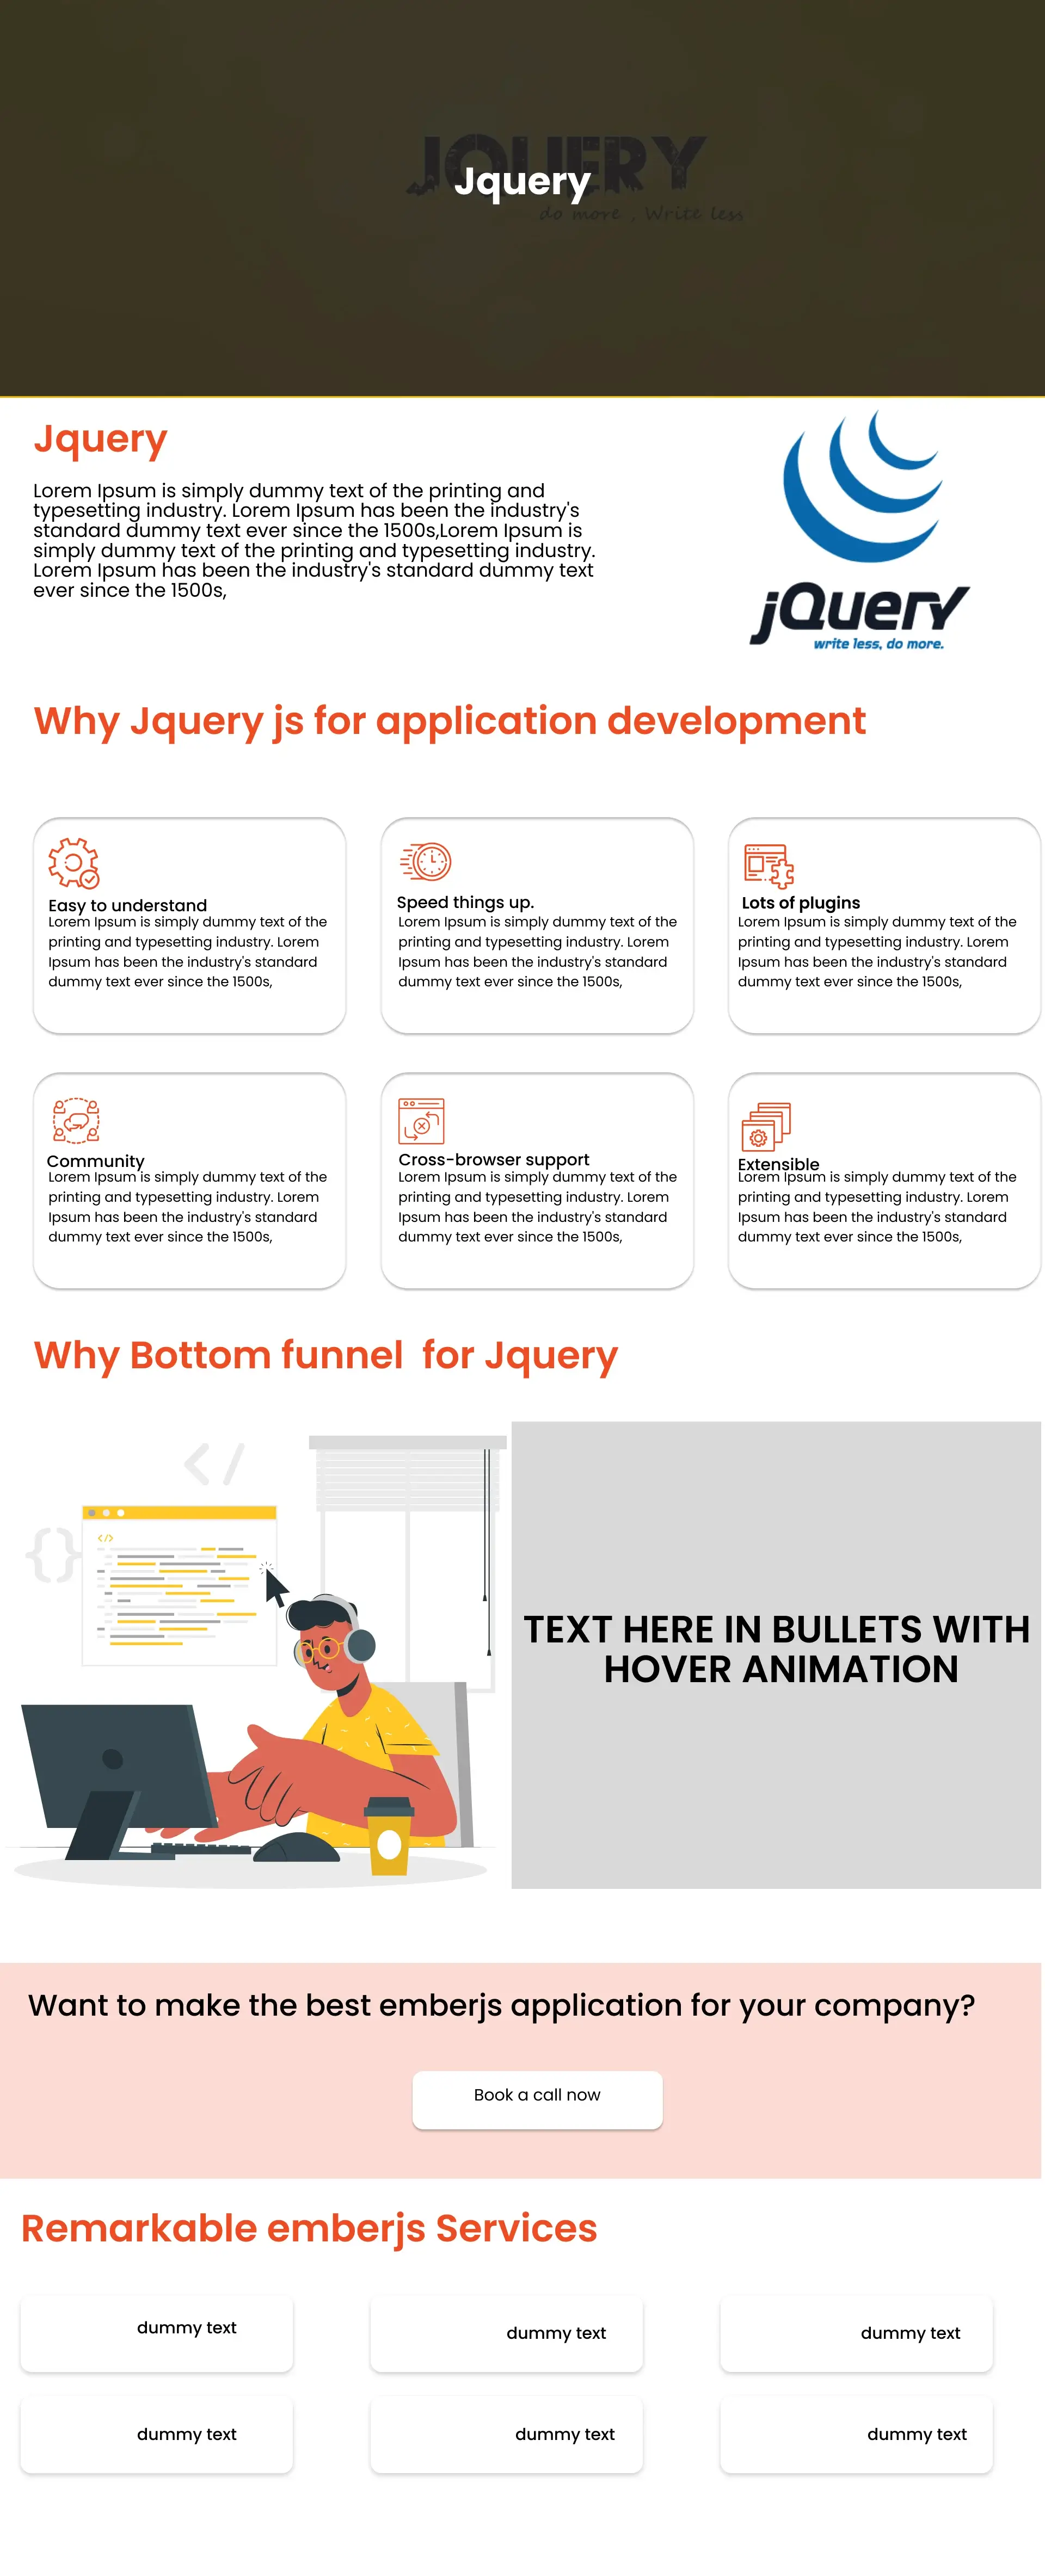 JQUERY
Jquery
do more . Write less
Jquery
Lorem Ipsum is simply dummy text of the printing and
typesetting industry. Lorem Ipsum has been the industry's
standard dummy text ever since the 1500s,Lorem Ipsum is
simply dummy text of the printing and typesetting industry.
Lorem Ipsum has been the industry's standard dummy text
ever since the 1500s,
jQuery
write less, do more.
Why Jquery js for application development
Easy to understand
Lorem Ipsum is simply dummy text of the
printing and typesetting industry. Lorem
Ipsum has been the industry's standard
dummy text ever since the 1500s,
Speed things up.
Lorem Ipsum is simply dummy text of the
printing and typesetting industry. Lorem
Ipsum has been the industry's standard
dummy text ever since the 1500s,
Lots of plugins
Lorem Ipsum is simply dummy text of the
printing and typesetting industry. Lorem
Ipsum has been the industry's standard
dummy text ever since the 1500s,
Community
Lorem Ipsum is simply dummy text of the
printing and typesetting industry. Lorem
Ipsum has been the industry's standard
dummy text ever since the 1500s,
Cross-browser support
Lorem Ipsum is simply dummy text of the
printing and typesetting industry. Lorem
Ipsum has been the industry's standard
dummy text ever since the 1500s,
Extensible
Lorem Ipsum is simply dummy text of the
printing and typesetting industry. Lorem
Ipsum has been the industry's standard
dummy text ever since the 1500s,
Why Bottom funnel  for Jquery
</
{}
</>
TEXT HERE IN BULLETS WITH
HOVER ANIMATION
Want to make the best emberjs application for your company?
Book a call now
Remarkable emberjs Services
dummy text
dummy text
dummy text
dummy text
dummy text
dummy text